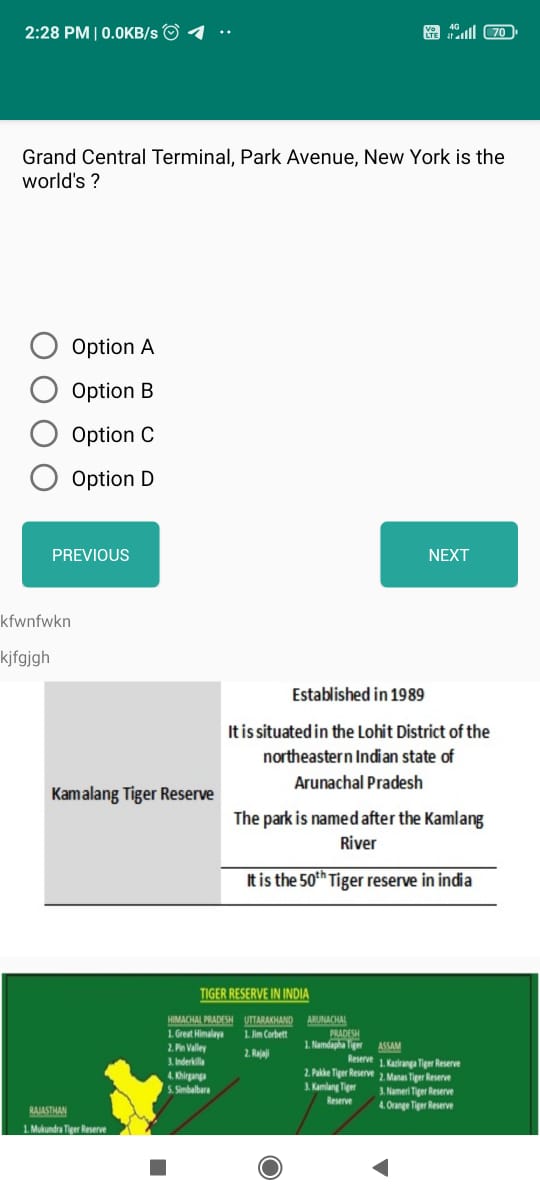 2:28 PM | 0.0KB/s
Vo LTE 4G 70
Grand Central Terminal, Park Avenue, New York is the
world's ?
Option A
Option B
Option C
Option D
PREVIOUS
NEXT
kfwnfwkn
kjfgjgh
Established in 1989
It is situated in the Lohit District of the
northeastern Indian state of
Arunachal Pradesh
Kamalang Tiger Reserve
The park is named after the Kamlang
River
It is the 50th Tiger reserve in india
TIGER RESERVE IN INDIA
HIMACHAL PRADESH
1. Great Himalaya
2. Pin Valley
3. Inderkilla
4. Khirganga
5. Simbalbara
UTTARAKHAND
1. Jim Corbett
2. Rajaji
ARUNACHAL
PRADESH
1. Namdapha Tiger
Reserve
2. Pakke Tiger Reserve
3. Kamlang Tiger
Reserve
ASSAM
1. Kaziranga Tiger Reserve
2. Manas Tiger Reserve
3. Nameri Tiger Reserve
4. Orange Tiger Reserve
RAJASTHAN
1. Mukundra Tiger Reserve